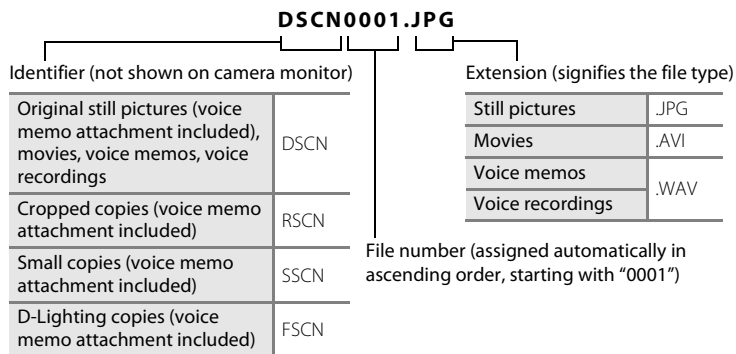 DSCN0001.JPG
Identifier (not shown on camera monitor)
Original still pictures (voice
memo attachment included),
movies, voice memos, voice
recordings
DSCN
Cropped copies (voice memo
attachment included)
RSCN
Small copies (voice memo
attachment included)
SSCN
D-Lighting copies (voice
memo attachment included)
FSCN
Extension (signifies the file type)
Still pictures
.JPG
Movies
.AVI
Voice memos
Voice recordings
.WAV
File number (assigned automatically in
ascending order, starting with “0001”)